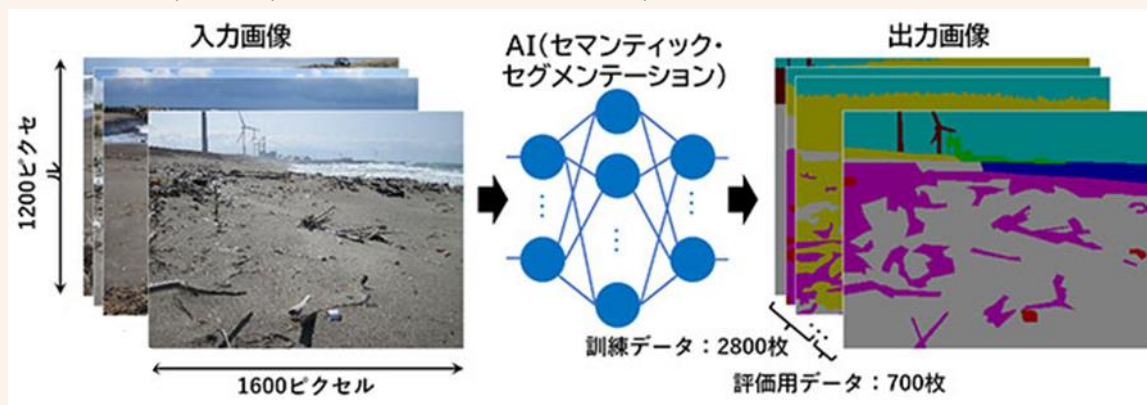 入力画像
AI(セマンティック・
セグメンテーション)
出力画像
1200ピクセ
ル
1600ピクセル
訓練データ：2800枚
評価用データ：700枚